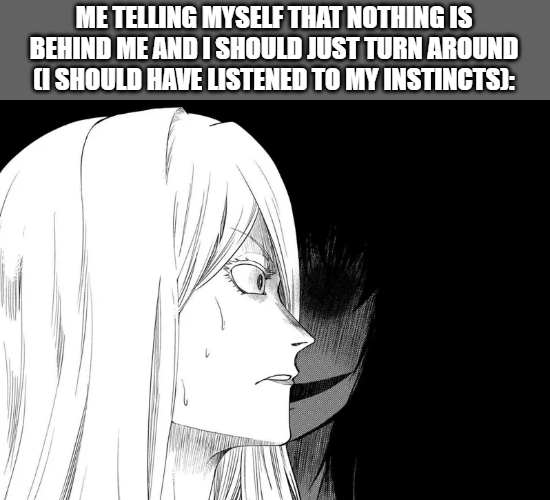 ME TELLING MYSELF THAT NOTHING IS
BEHIND ME AND I SHOULD JUST TURN AROUND
(I SHOULD HAVE LISTENED TO MY INSTINCTS):